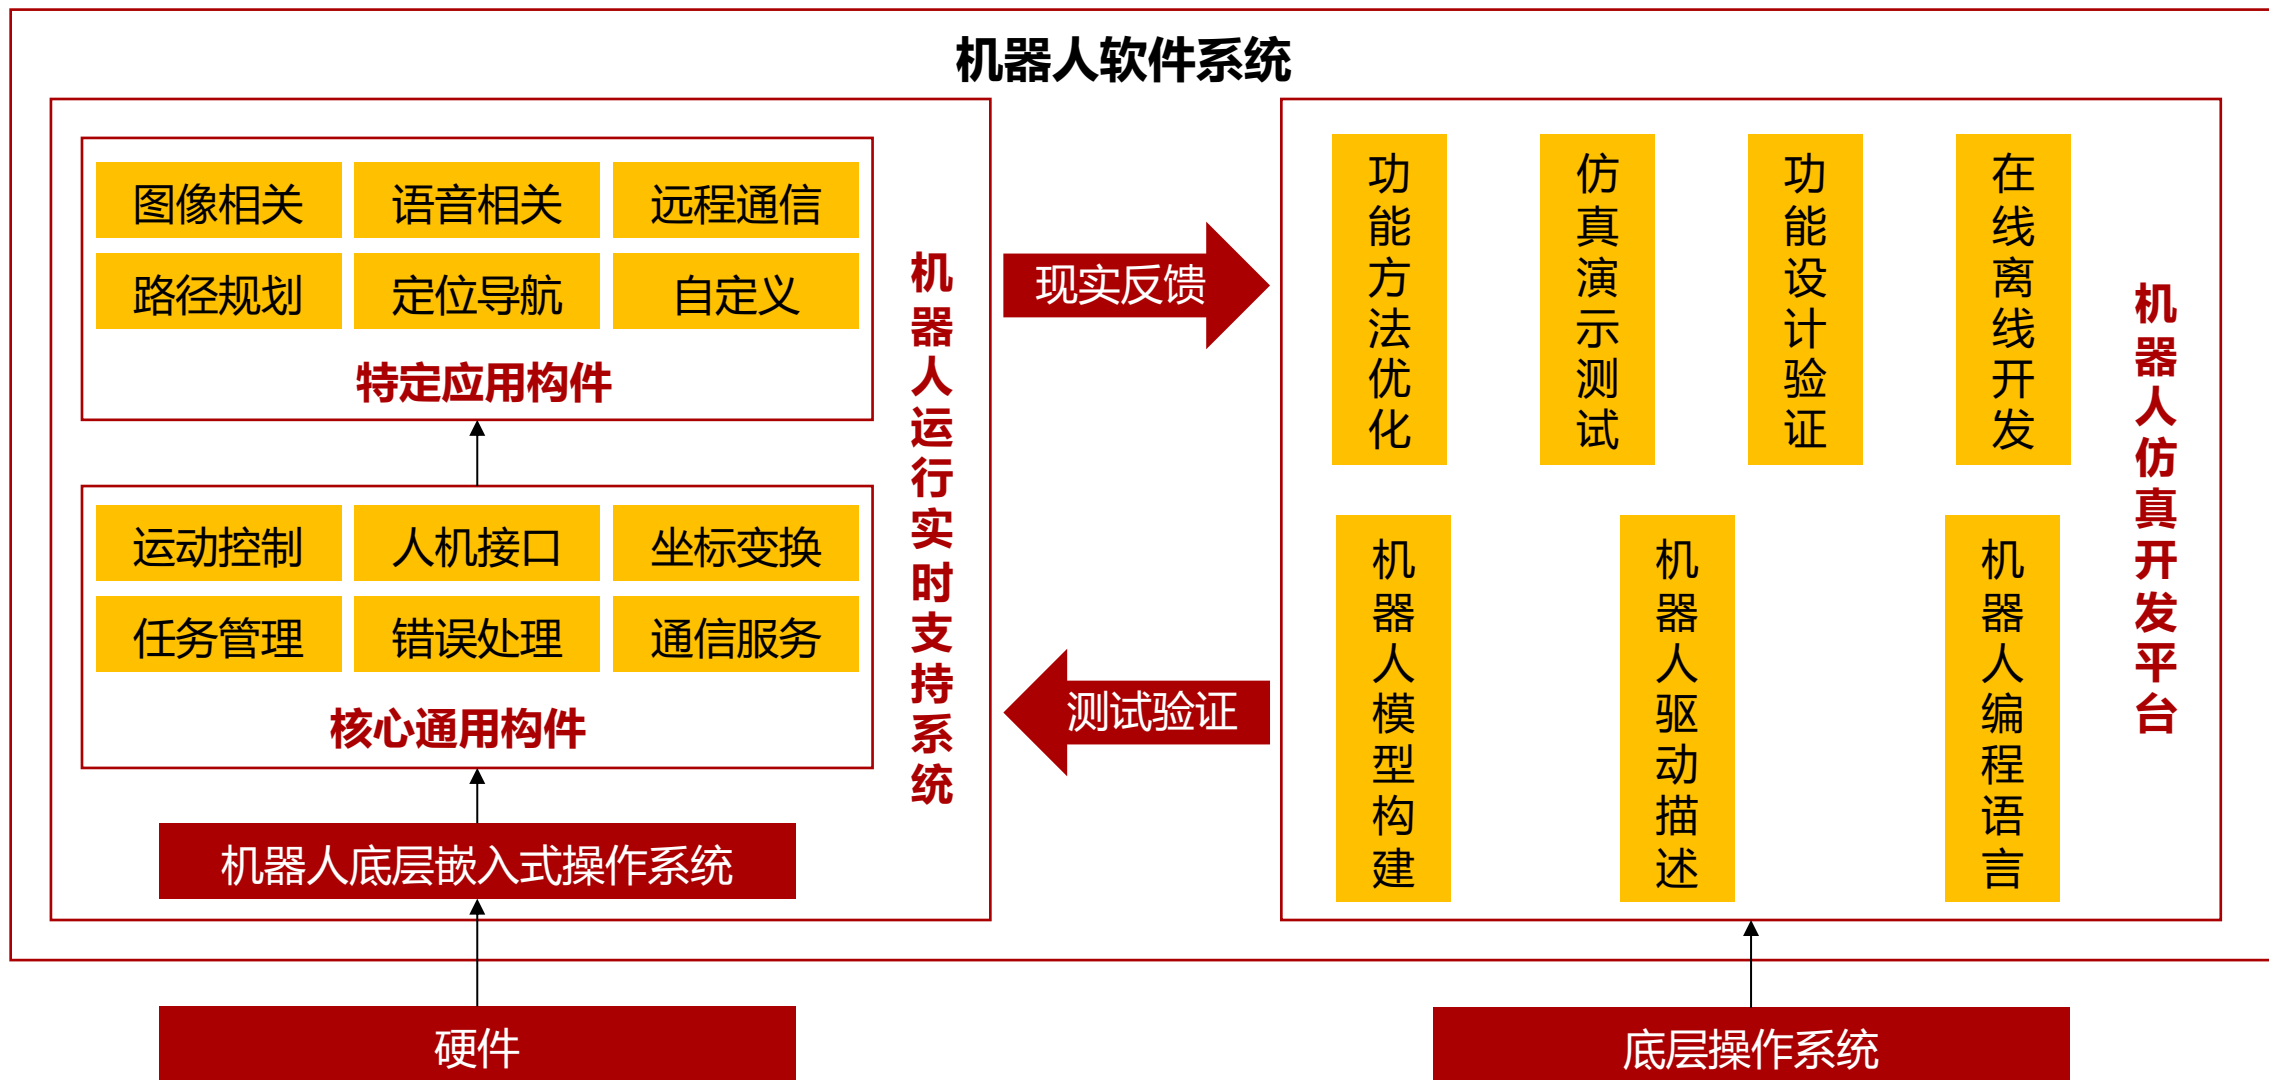 机器人软件系统
图像相关
语音相关
远程通信
路径规划
定位导航
自定义
特定应用构件
运动控制
人机接口
坐标变换
任务管理
错误处理
通信服务
核心通用构件
机器人底层嵌入式操作系统
机器人运行实时支持系统
现实反馈
测试验证
功能方法优化
仿真演示测试
功能设计验证
在线离线开发
机器人模型构建
机器人驱动描述
机器人编程语言
机器人仿真开发平台
硬件
底层操作系统